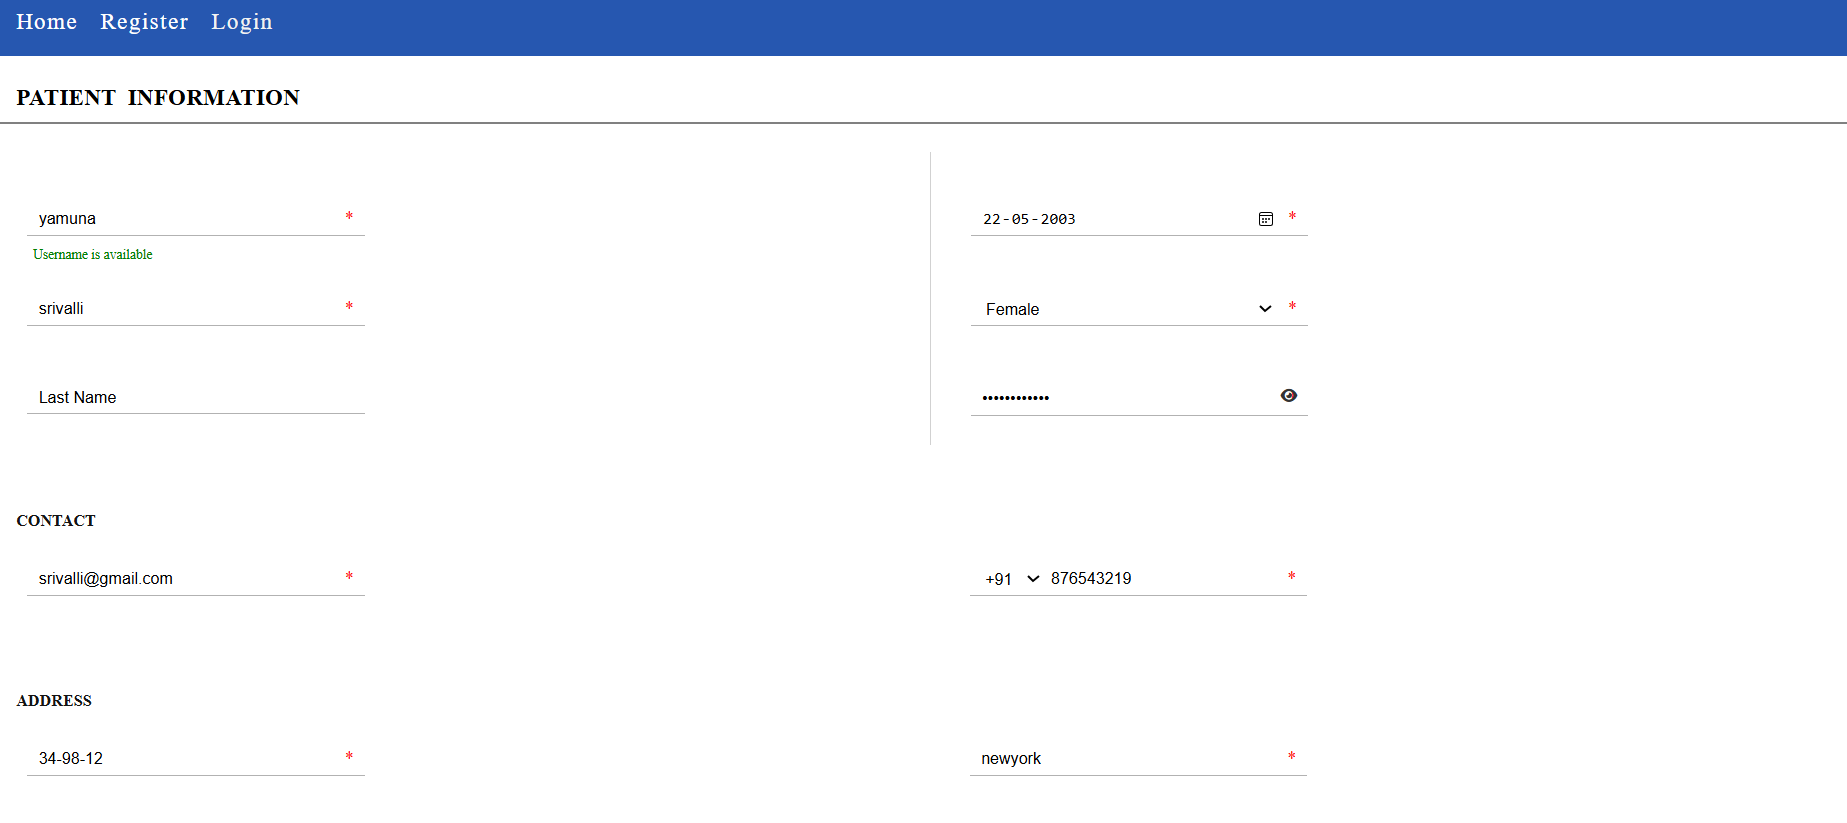 Home Register Login
PATIENT INFORMATION
yamuna *
22-05-2003 *
Username is available
srivalli *
Female *
Last Name
••••••••••••
CONTACT
srivalli@gmail.com *
+91 876543219 *
ADDRESS
34-98-12 *
newyork *